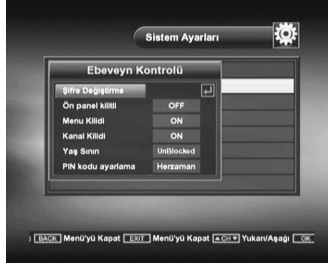 Sistem Ayarları
Ebeveyn Kontrolü
Şifre Değiştirme
Ön panel kilitli OFF
Menu Kilidi ON
Kanal Kilidi ON
Yaş Sınırı UnBlocked
PIN kodu ayarlama Herzaman
: BACK Menü'yü Kapat EXIT Menü'yü Kapat ▲CH▼ Yukarı/Aşağı OK